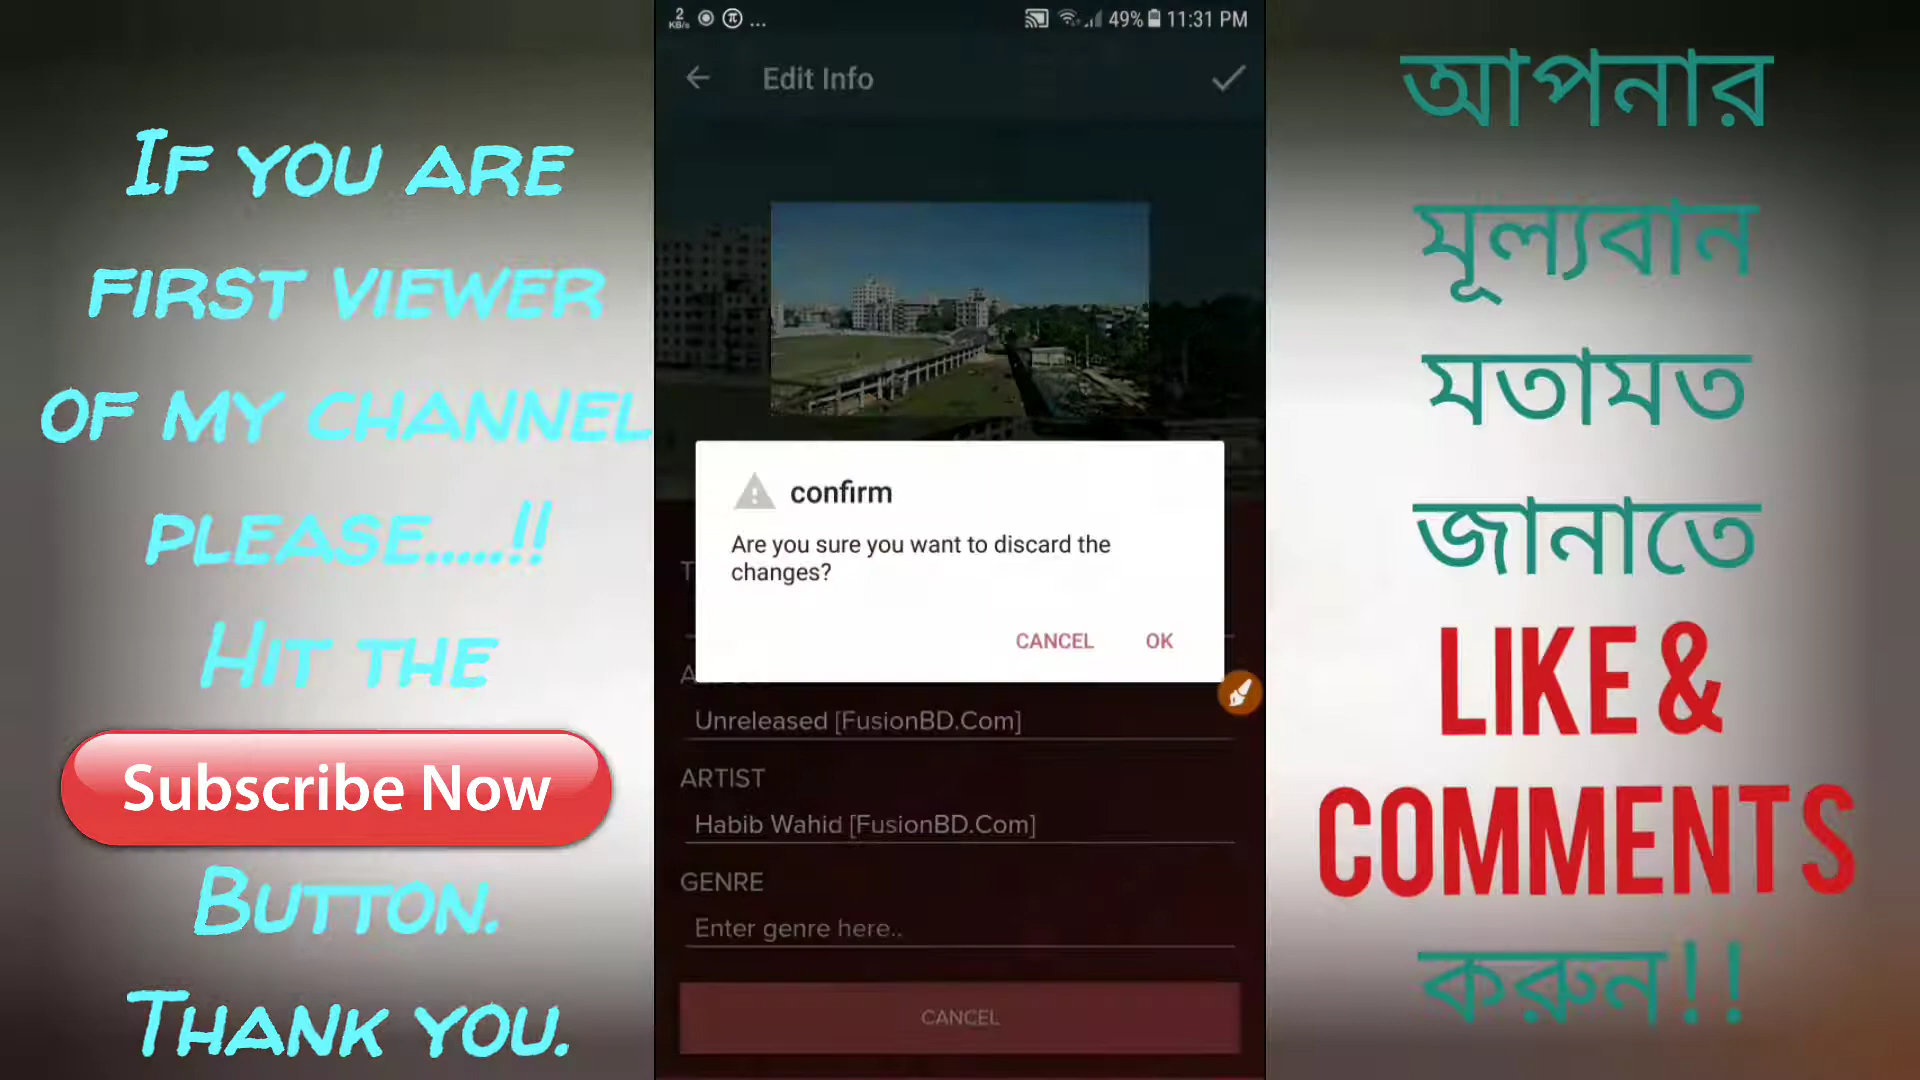 If you are
first viewer
of my channel
please.....!!
Hit the
Subscribe Now
Button.
Thank you.
2
KB/s
...
49%
11:31 PM
Edit Info
confirm
Are you sure you want to discard the
changes?
CANCEL
OK
Unreleased [FusionBD.Com]
ARTIST
Habib Wahid [FusionBD.Com]
GENRE
Enter genre here..
CANCEL
আপনার
মূল্যবান
মতামত
জানাতে
LIKE &
COMMENTS
করুন!!